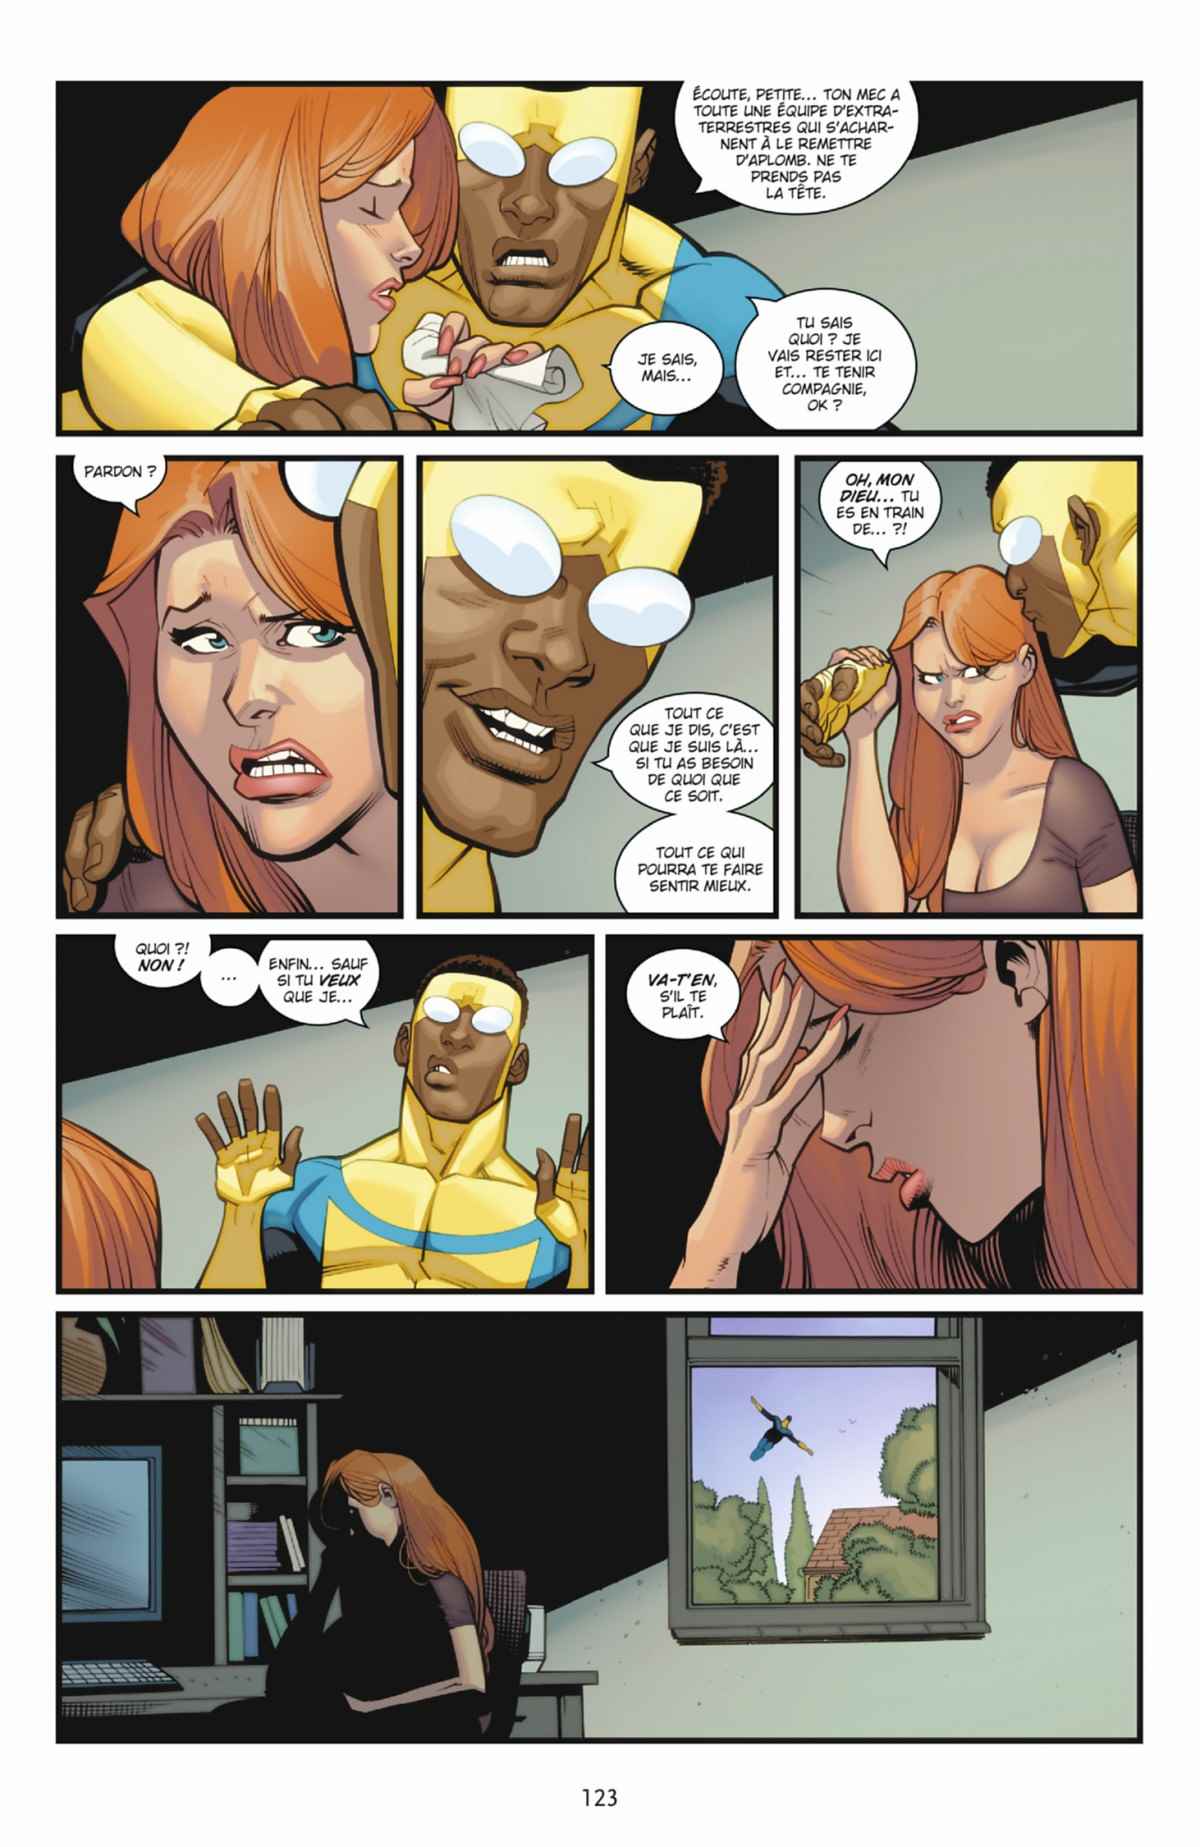 ÉCOUTE, PETITE... TON MEC A
TOUTE UNE ÉQUIPE D'EXTRA-
TERRESTRES QUI S'ACHAR-
NENT À LE REMETTRE
D'APLOMB. NE TE
PRENDS PAS
LA TÊTE.
JE SAIS,
MAIS...
TU SAIS
QUOI ? JE
VAIS RESTER ICI
ET... TE TENIR
COMPAGNIE,
OK ?
PARDON ?
TOUT CE
QUE JE DIS, C'EST
QUE JE SUIS LÀ...
SI TU AS BESOIN
DE QUOI QUE
CE SOIT.
TOUT CE QUI
POURRA TE FAIRE
SENTIR MIEUX.
OH, MON
DIEU... TU
ES EN TRAIN
DE... ?!
QUOI ?!
NON !
...
ENFIN... SAUF
SI TU VEUX
QUE JE...
VA-T'EN,
S'IL TE
PLAÎT.
123